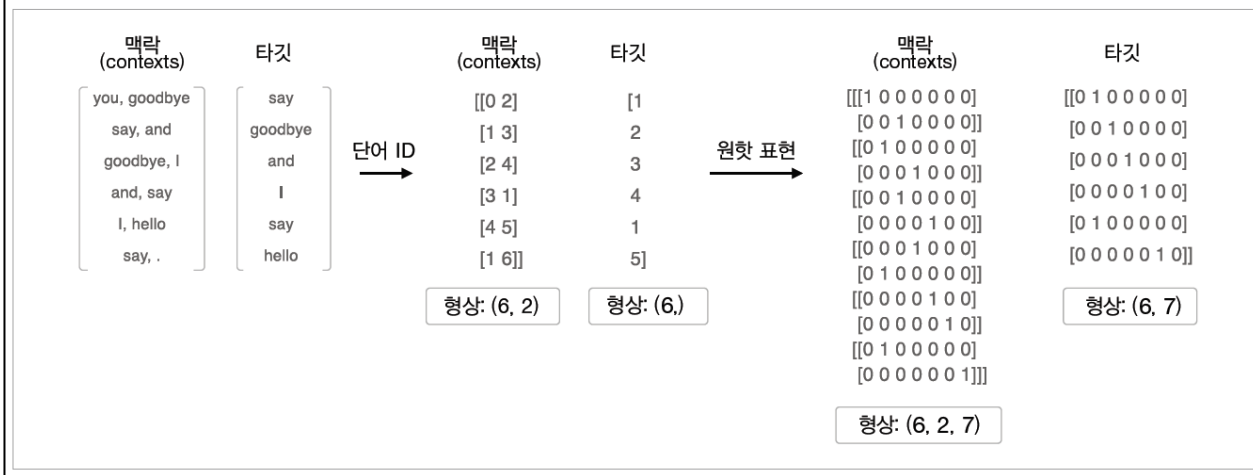 맥락
(contexts)
타깃
you, goodbye
say, and
goodbye, I
and, say
I, hello
say, .
say
goodbye
and
I
say
hello
단어 ID
맥락
(contexts)
[[0 2]
[1 3]
[2 4]
[3 1]
[4 5]
[1 6]]
형상: (6, 2)
타깃
[1
2
3
4
1
5]
형상: (6,)
원핫 표현
맥락
(contexts)
[[[1 0 0 0 0 0 0]
[0 0 1 0 0 0 0]]
[[0 1 0 0 0 0 0]
[0 0 0 1 0 0 0]]
[[0 0 1 0 0 0 0]
[0 0 0 0 1 0 0]]
[[0 0 0 1 0 0 0]
[0 1 0 0 0 0 0]]
[[0 0 0 0 1 0 0]
[0 0 0 0 0 1 0]]
[[0 1 0 0 0 0 0]
[0 0 0 0 0 0 1]]]
형상: (6, 2, 7)
타깃
[[0 1 0 0 0 0 0]
[0 0 1 0 0 0 0]
[0 0 0 1 0 0 0]
[0 0 0 0 1 0 0]
[0 1 0 0 0 0 0]
[0 0 0 0 0 1 0]]
형상: (6, 7)